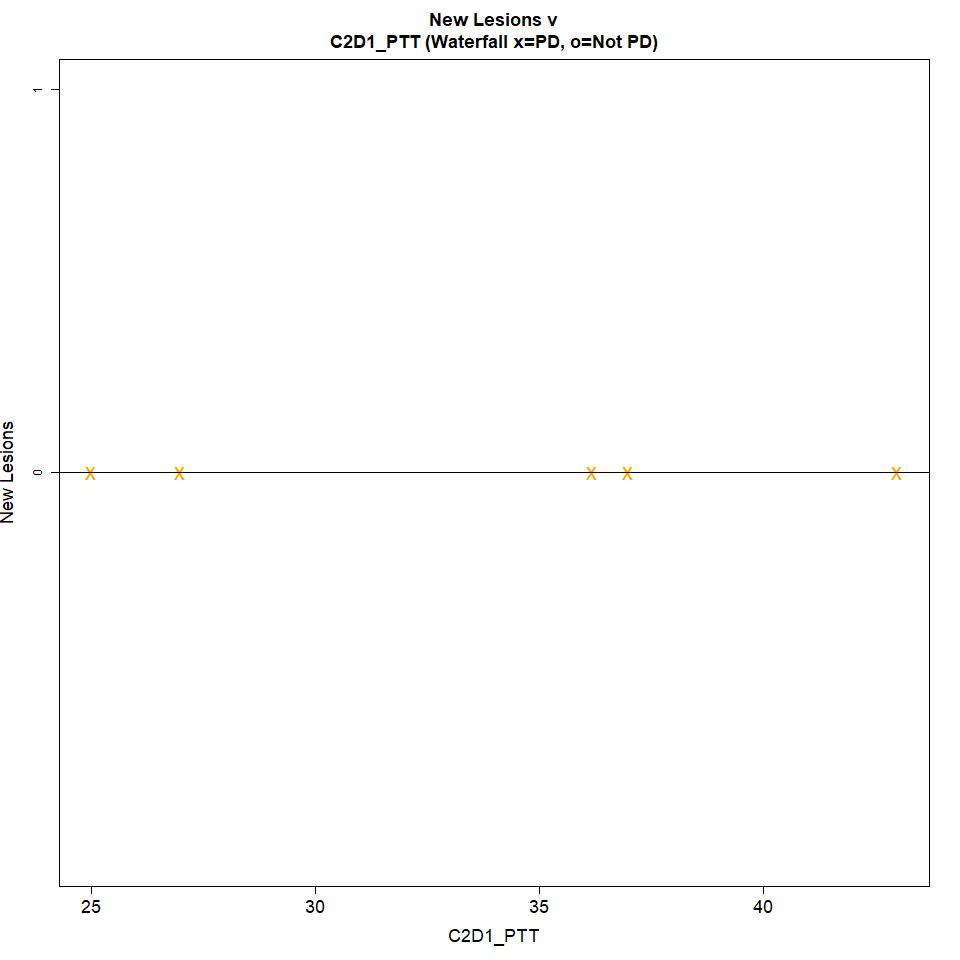 New Lesions v
C2D1_PTT (Waterfall x=PD, o=Not PD)
1
New Lesions
0
x x x x x
25 30 35 40
C2D1_PTT